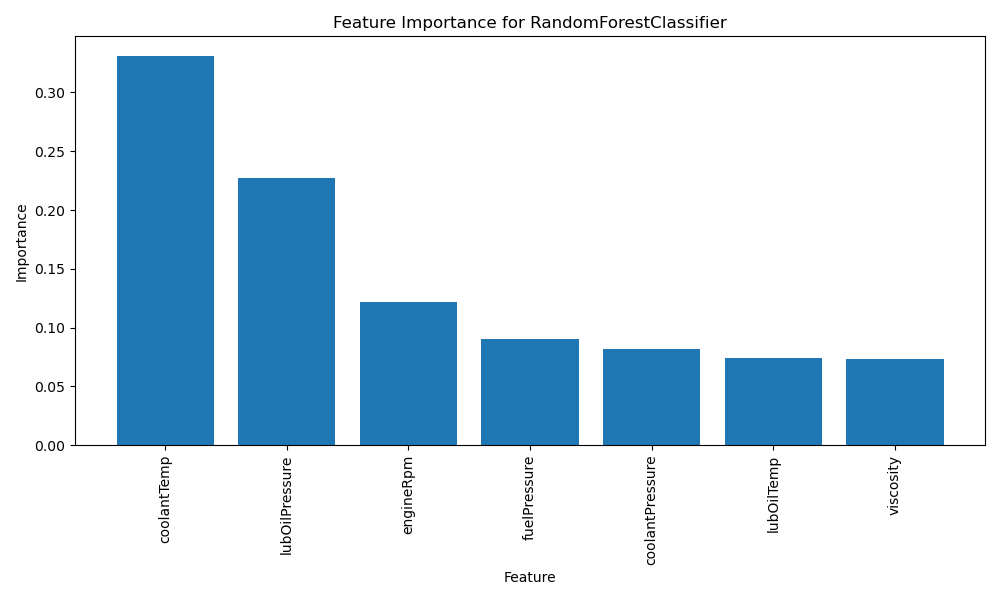 Feature Importance for RandomForestClassifier
Importance
0.30
0.25
0.20
0.15
0.10
0.05
0.00
coolantTemp
lubOilPressure
engineRpm
fuelPressure
coolantPressure
lubOilTemp
viscosity
Feature